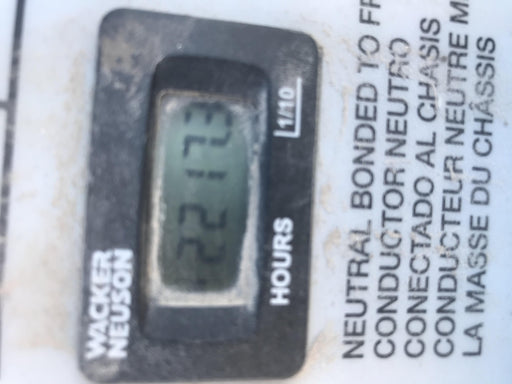 WACKER
NEUSON
22173
HOURS 1/10
NEUTRAL BONDED TO FR
CONDUCTOR NEUTRO
CONECTADO AL CHASIS
CONDUCTEUR NEUTRE M
LA MASSE DU CHÂSSIS